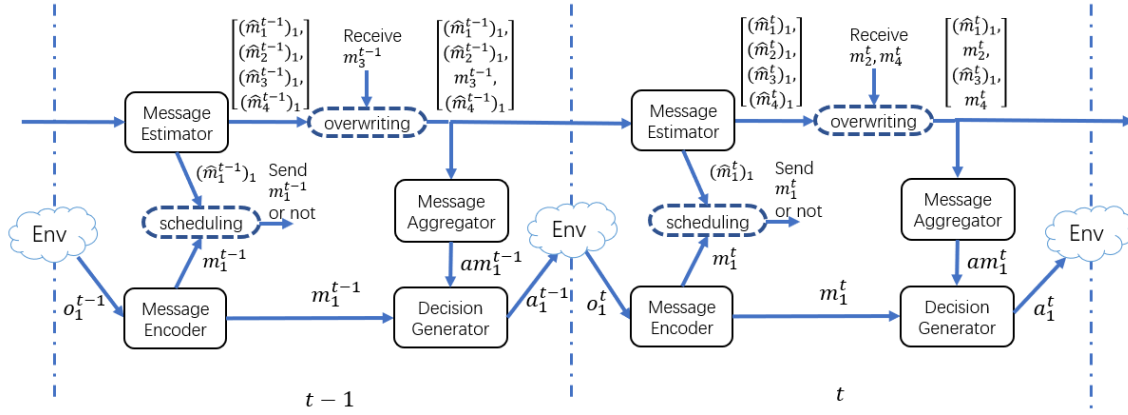 [(m̂₁ᵗ⁻¹)₁,
(m̂₂ᵗ⁻¹)₁,
(m̂₃ᵗ⁻¹)₁,
(m̂₄ᵗ⁻¹)₁]
Receive
m₃ᵗ⁻¹
[(m̂₁ᵗ⁻¹)₁,
(m̂₂ᵗ⁻¹)₁,
m₃ᵗ⁻¹,
(m̂₄ᵗ⁻¹)₁]
Message
Estimator
overwriting
(m̂₁ᵗ⁻¹)₁
Send
m₁ᵗ⁻¹
or not
scheduling
Message
Aggregator
Env
m₁ᵗ⁻¹
am₁ᵗ⁻¹
o₁ᵗ⁻¹
Message
Encoder
m₁ᵗ⁻¹
Decision
Generator
a₁ᵗ⁻¹
Env
t − 1
[(m̂₁ᵗ)₁,
(m̂₂ᵗ)₁,
(m̂₃ᵗ)₁,
(m̂₄ᵗ)₁]
Receive
m₂ᵗ, m₄ᵗ
[(m̂₁ᵗ)₁,
m₂ᵗ,
(m̂₃ᵗ)₁,
m₄ᵗ]
Message
Estimator
overwriting
(m̂₁ᵗ)₁
Send
m₁ᵗ
or not
scheduling
Message
Aggregator
m₁ᵗ
am₁ᵗ
o₁ᵗ
Message
Encoder
m₁ᵗ
Decision
Generator
a₁ᵗ
Env
t